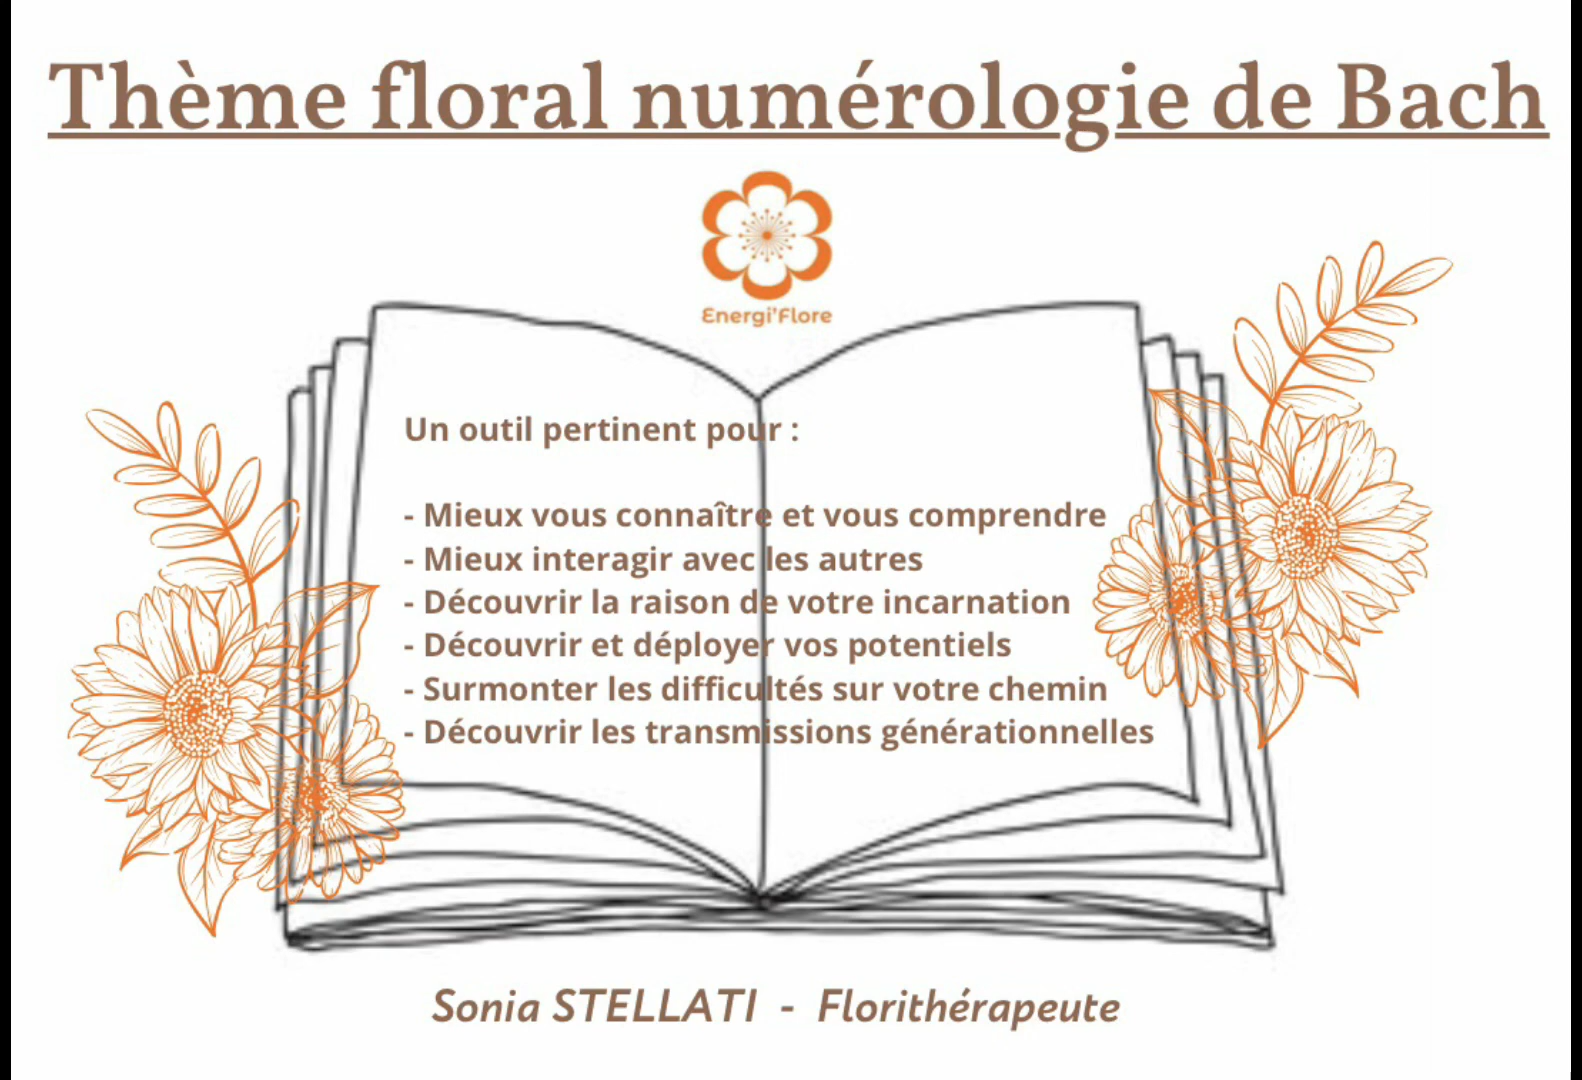 Thème floral numérologie de Bach
Energi'Flore
Un outil pertinent pour :
- Mieux vous connaître et vous comprendre
- Mieux interagir avec les autres
- Découvrir la raison de votre incarnation
- Découvrir et déployer vos potentiels
- Surmonter les difficultés sur votre chemin
- Découvrir les transmissions générationnelles
Sonia STELLATI - Florithérapeute